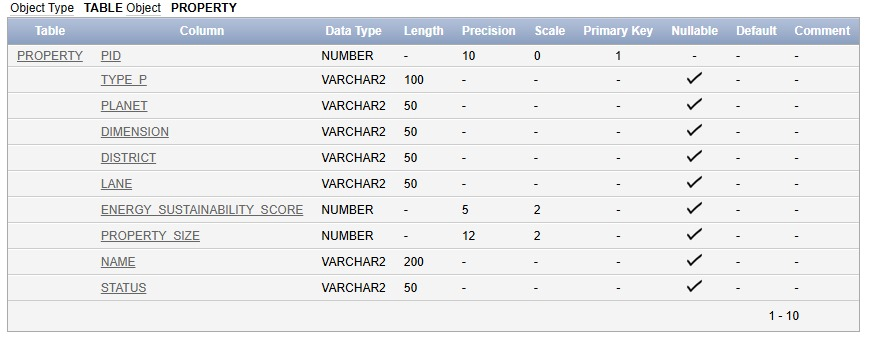 Object Type TABLE Object PROPERTY
Table Column Data Type Length Precision Scale Primary Key Nullable Default Comment
PROPERTY PID NUMBER - 10 0 1 - - -
TYPE_P VARCHAR2 100 - - - - -
PLANET VARCHAR2 50 - - - - -
DIMENSION VARCHAR2 50 - - - - -
DISTRICT VARCHAR2 50 - - - - -
LANE VARCHAR2 50 - - - - -
ENERGY_SUSTAINABILITY_SCORE NUMBER - 5 2 - - -
PROPERTY_SIZE NUMBER - 12 2 - - -
NAME VARCHAR2 200 - - - - -
STATUS VARCHAR2 50 - - - - -
1 - 10